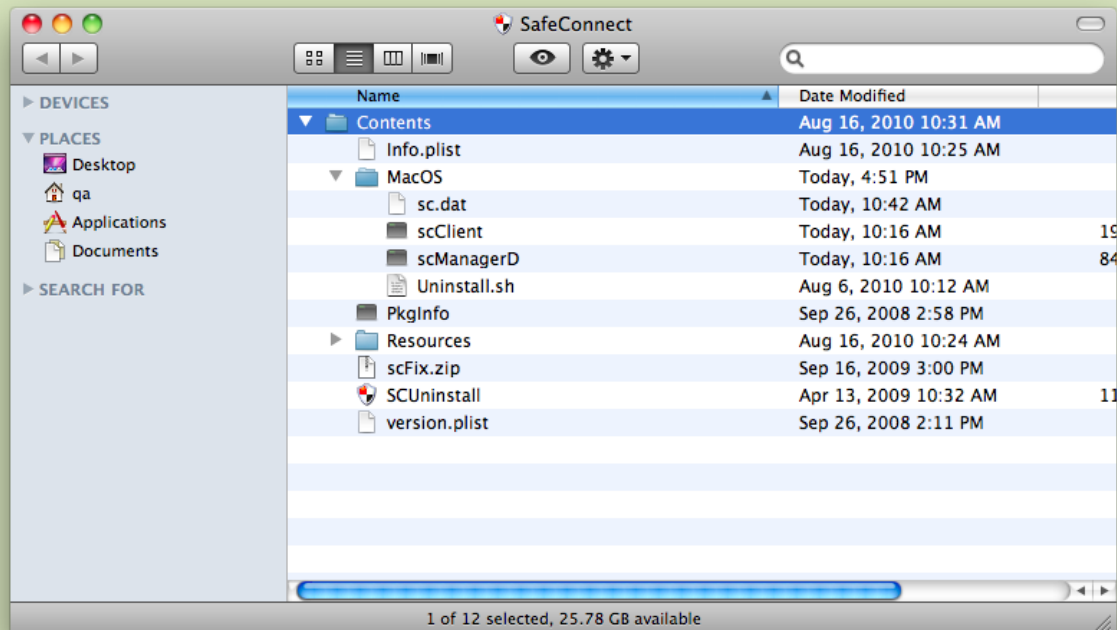 SafeConnect
DEVICES
PLACES
Desktop
qa
Applications
Documents
SEARCH FOR
Name Date Modified
Contents Aug 16, 2010 10:31 AM
Info.plist Aug 16, 2010 10:25 AM
MacOS Today, 4:51 PM
sc.dat Today, 10:42 AM
scClient Today, 10:16 AM 19
scManagerD Today, 10:16 AM 84
Uninstall.sh Aug 6, 2010 10:12 AM
PkgInfo Sep 26, 2008 2:58 PM
Resources Aug 16, 2010 10:24 AM
scFix.zip Sep 16, 2009 3:00 PM
SCUninstall Apr 13, 2009 10:32 AM 11
version.plist Sep 26, 2008 2:11 PM
1 of 12 selected, 25.78 GB available